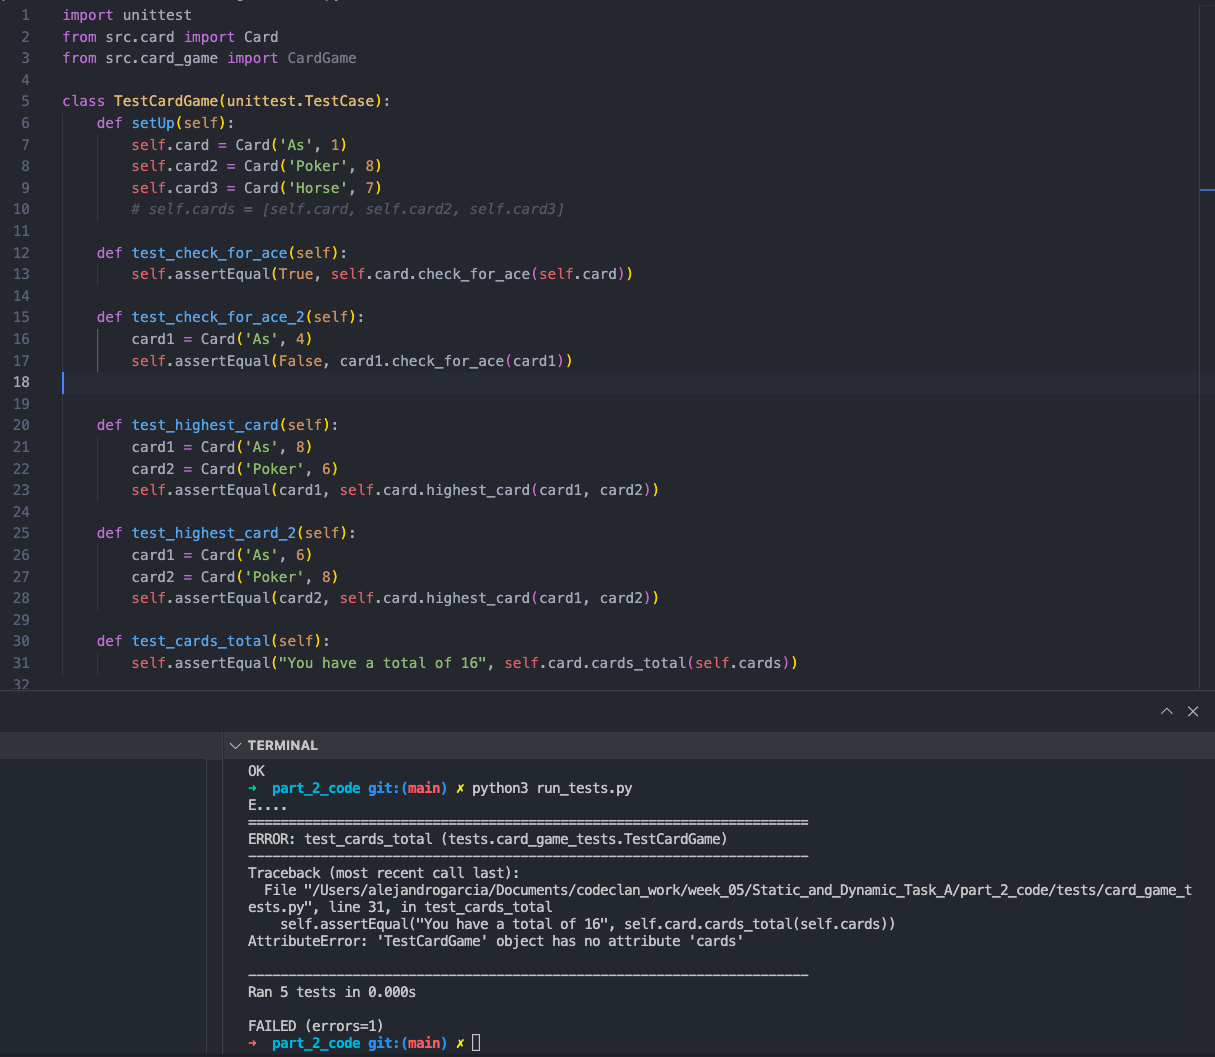 1 import unittest
2 from src.card import Card
3 from src.card_game import CardGame
4
5 class TestCardGame(unittest.TestCase):
6     def setUp(self):
7         self.card = Card('As', 1)
8         self.card2 = Card('Poker', 8)
9         self.card3 = Card('Horse', 7)
10         # self.cards = [self.card, self.card2, self.card3]
11
12     def test_check_for_ace(self):
13         self.assertEqual(True, self.card.check_for_ace(self.card))
14
15     def test_check_for_ace_2(self):
16         card1 = Card('As', 4)
17         self.assertEqual(False, card1.check_for_ace(card1))
18
19
20     def test_highest_card(self):
21         card1 = Card('As', 8)
22         card2 = Card('Poker', 6)
23         self.assertEqual(card1, self.card.highest_card(card1, card2))
24
25     def test_highest_card_2(self):
26         card1 = Card('As', 6)
27         card2 = Card('Poker', 8)
28         self.assertEqual(card2, self.card.highest_card(card1, card2))
29
30     def test_cards_total(self):
31         self.assertEqual("You have a total of 16", self.card.cards_total(self.cards))
32
TERMINAL
OK
→ part_2_code git:(main) ✗ python3 run_tests.py
E....
======================================================================
ERROR: test_cards_total (tests.card_game_tests.TestCardGame)
----------------------------------------------------------------------
Traceback (most recent call last):
  File "/Users/alejandrogarcia/Documents/codeclan_work/week_05/Static_and_Dynamic_Task_A/part_2_code/tests/card_game_t
ests.py", line 31, in test_cards_total
    self.assertEqual("You have a total of 16", self.card.cards_total(self.cards))
AttributeError: 'TestCardGame' object has no attribute 'cards'
----------------------------------------------------------------------
Ran 5 tests in 0.000s
FAILED (errors=1)
→ part_2_code git:(main) ✗